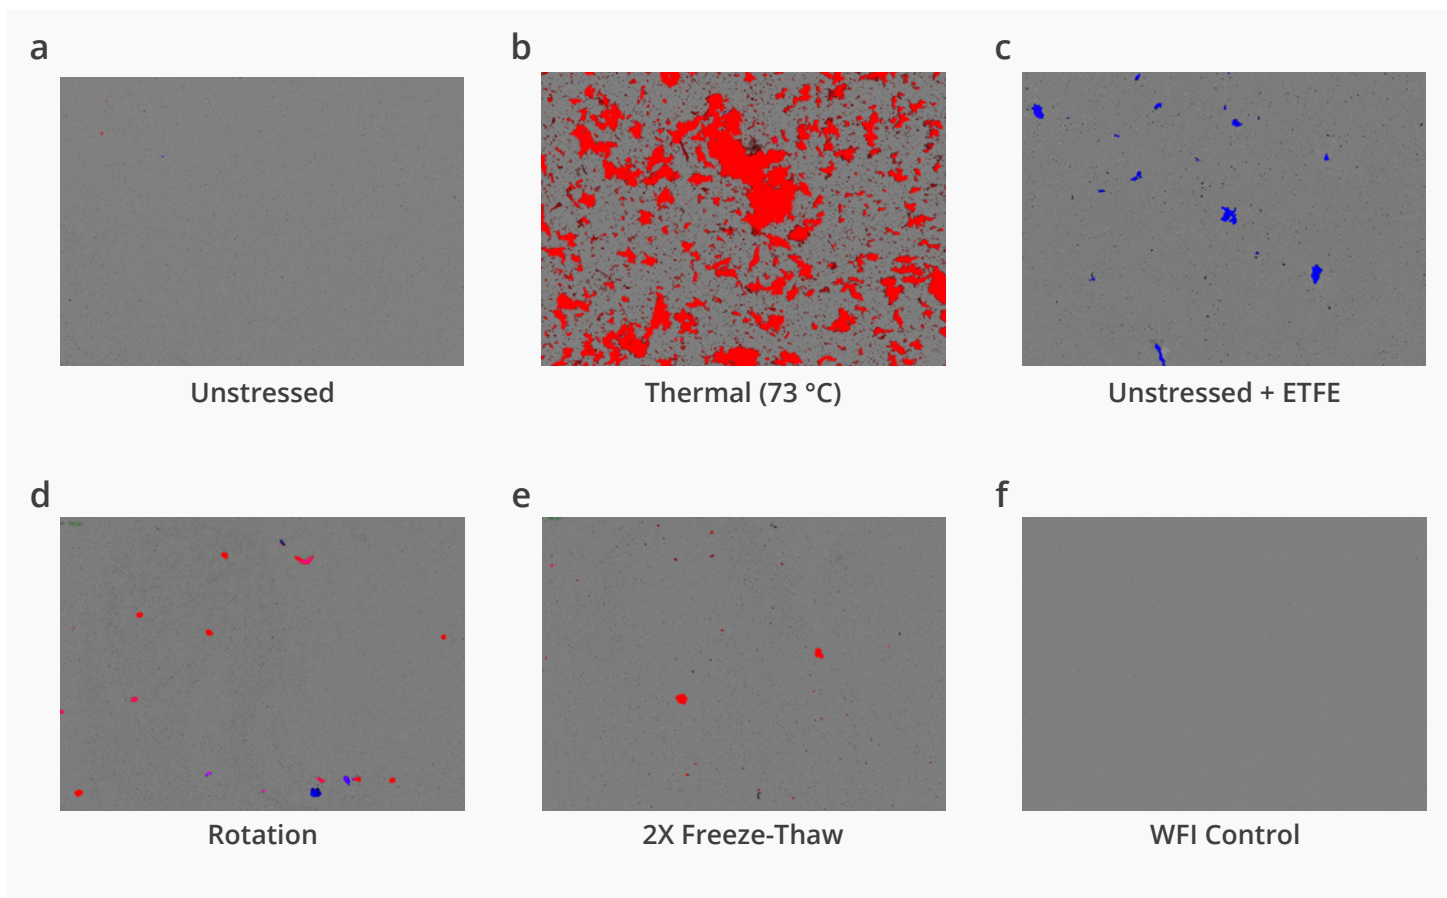 a
b
c
Unstressed
Thermal (73 °C)
Unstressed + ETFE
d
e
f
Rotation
2X Freeze-Thaw
WFI Control